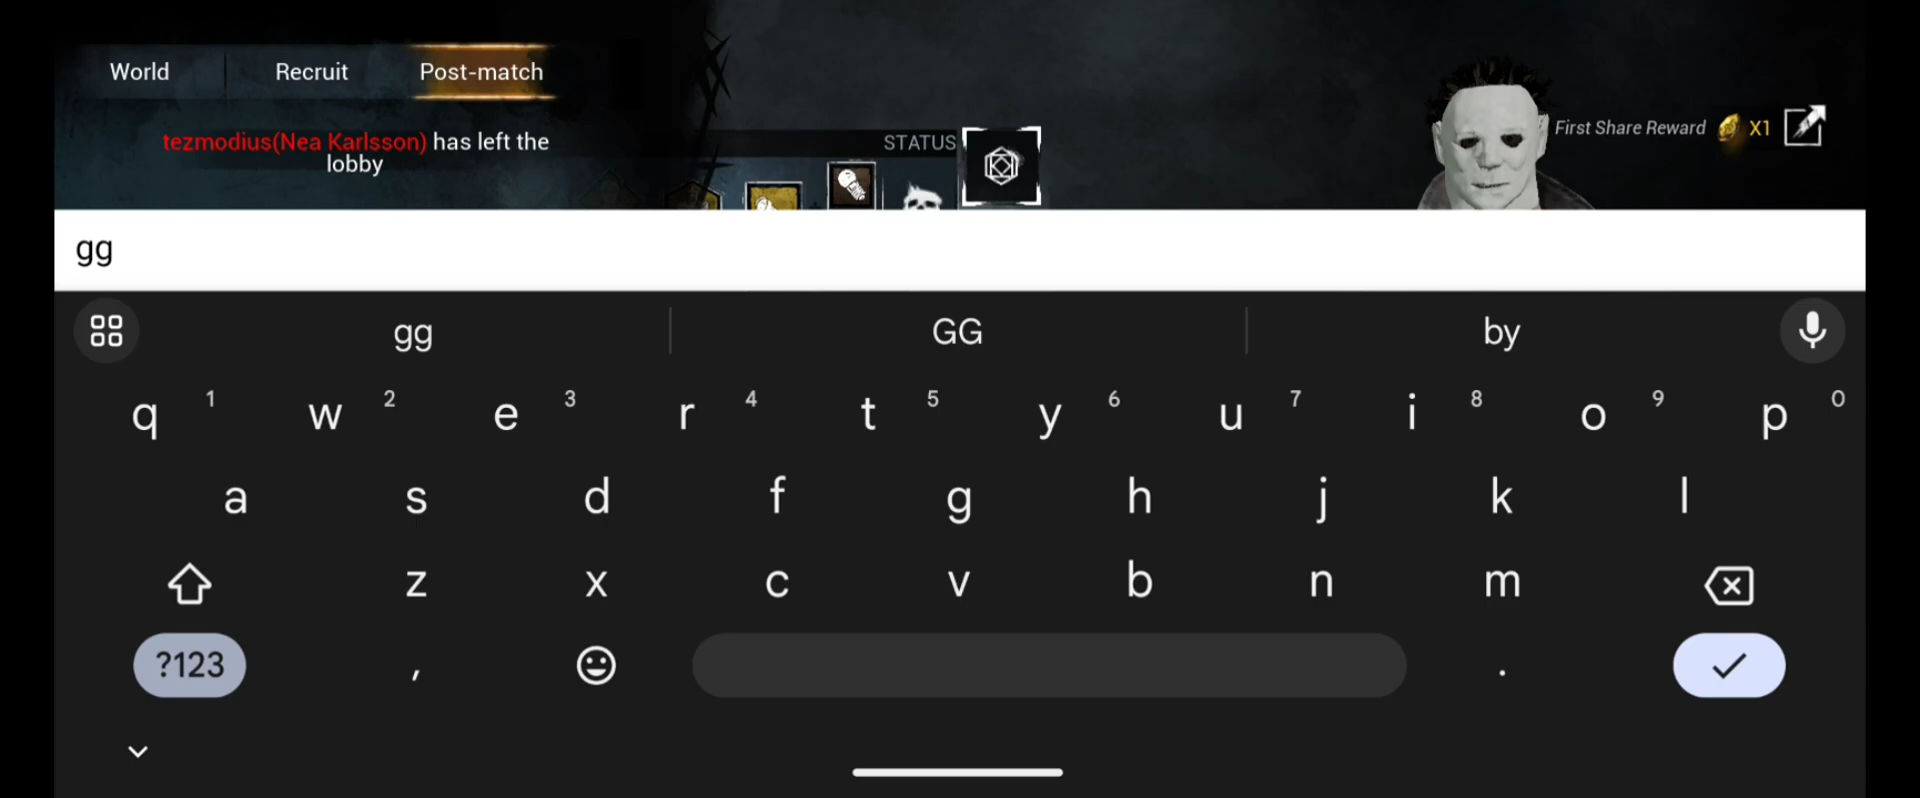 World Recruit Post-match
tezmodius(Nea Karlsson) has left the
lobby
STATUS
First Share Reward X1
gg
gg GG by
q 1 w 2 e 3 r 4 t 5 y 6 u 7 i 8 o 9 p 0
a s d f g h j k l
z x c v b n m
?123 , .